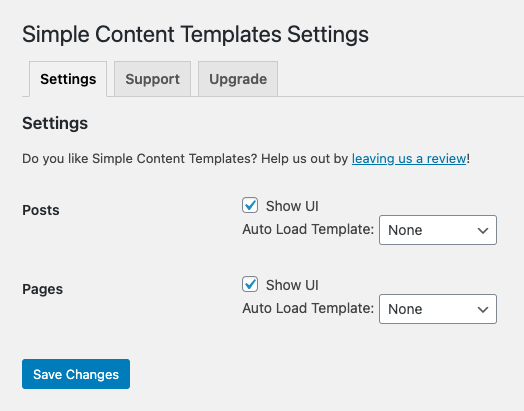 Simple Content Templates Settings
Settings Support Upgrade
Settings
Do you like Simple Content Templates? Help us out by leaving us a review!
Posts Show UI
Auto Load Template: None
Pages Show UI
Auto Load Template: None
Save Changes